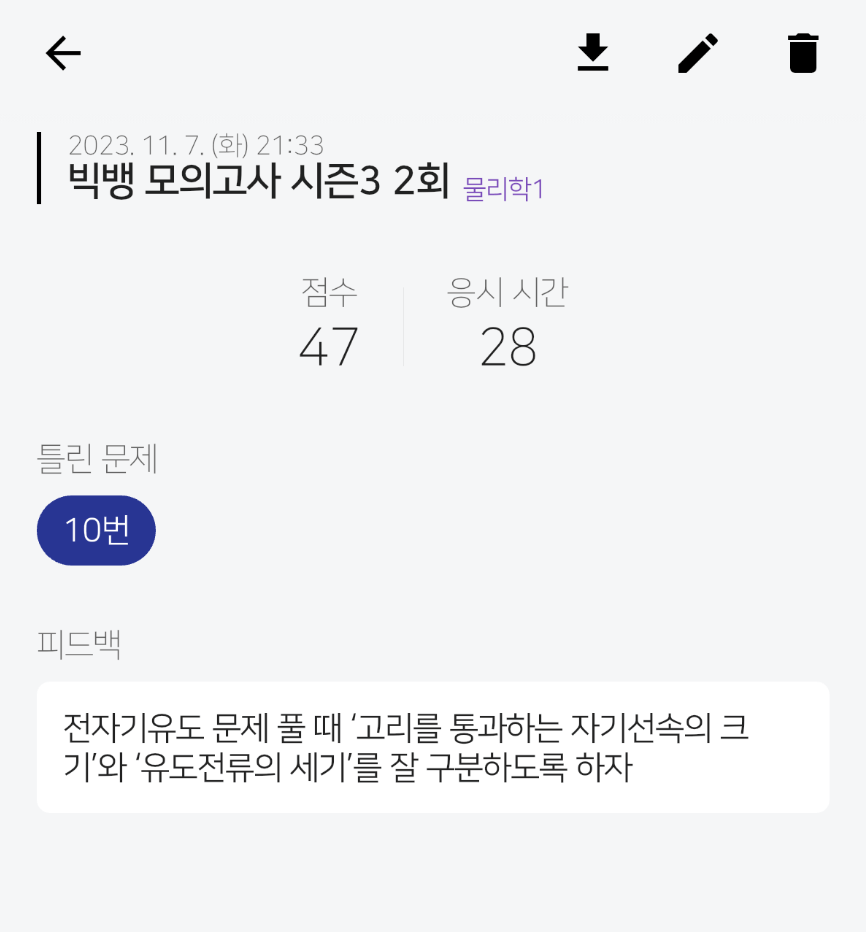 2023. 11. 7. (화) 21:33
빅뱅 모의고사 시즌3 2회 물리학1
점수
47
응시 시간
28
틀린 문제
10번
피드백
전자기유도 문제 풀 때 ‘고리를 통과하는 자기선속의 크
기’와 ‘유도전류의 세기’를 잘 구분하도록 하자